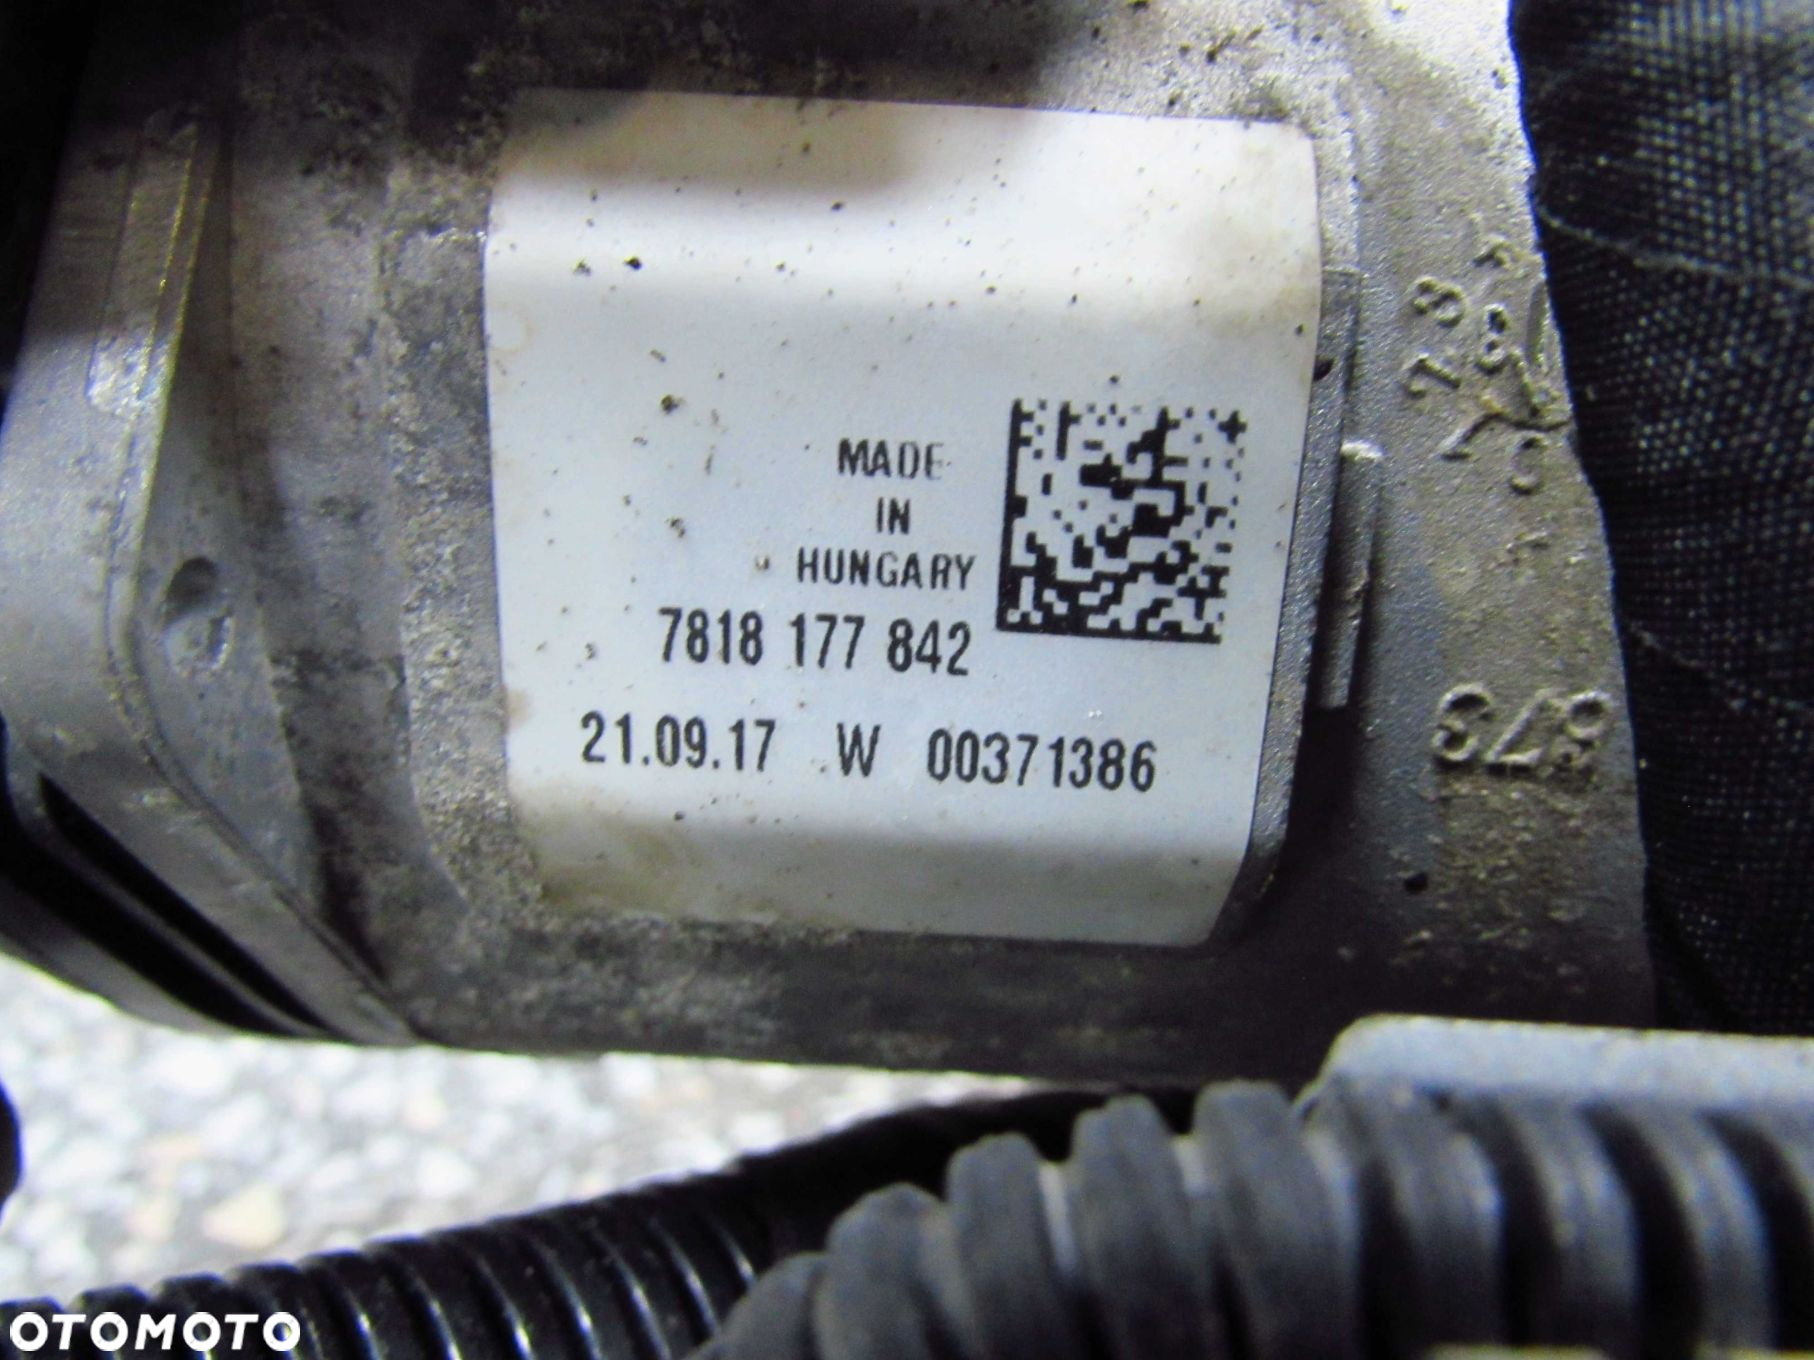 MADE
IN
HUNGARY
7818 177 842
21.09.17 W 00371386
OTOMOTO